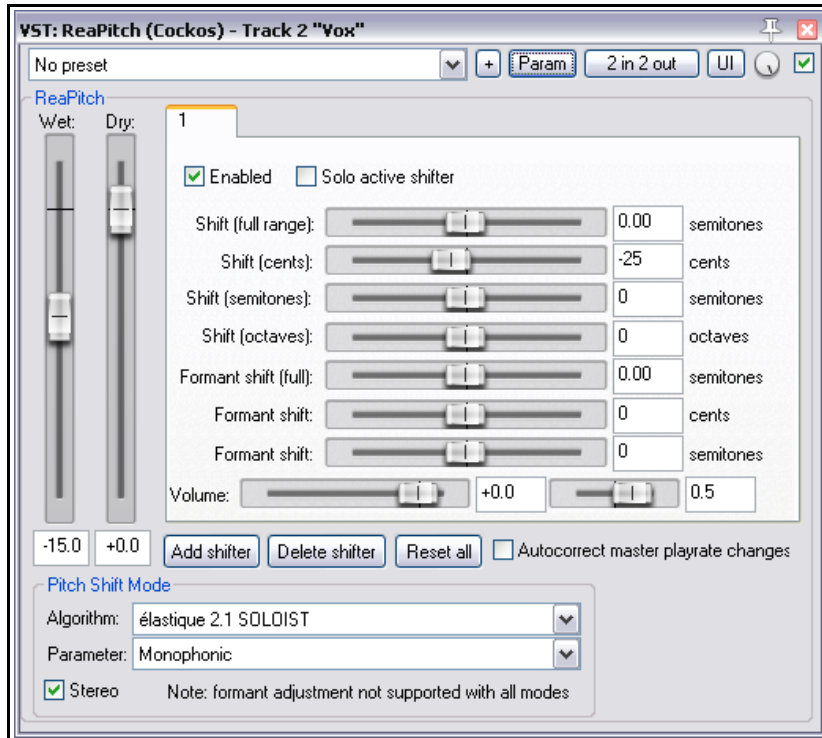 VST: ReaPitch (Cockos) - Track 2 "Vox"
No preset + Param 2 in 2 out UI
ReaPitch
Wet: Dry: 1
Enabled Solo active shifter
Shift (full range): 0.00 semitones
Shift (cents): -25 cents
Shift (semitones): 0 semitones
Shift (octaves): 0 octaves
Formant shift (full): 0.00 semitones
Formant shift: 0 cents
Formant shift: 0 semitones
Volume: +0.0 0.5
-15.0 +0.0 Add shifter Delete shifter Reset all Autocorrect master playrate changes
Pitch Shift Mode
Algorithm: élastique 2.1 SOLOIST
Parameter: Monophonic
Stereo Note: formant adjustment not supported with all modes